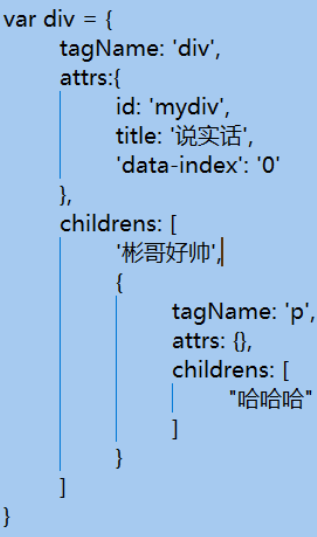 var div = {
tagName: 'div',
attrs:{
id: 'mydiv',
title: '说实话',
'data-index': '0'
},
childrens: [
'彬哥好帅',
{
tagName: 'p',
attrs: {},
childrens: [
"哈哈哈"
]
}
]
}